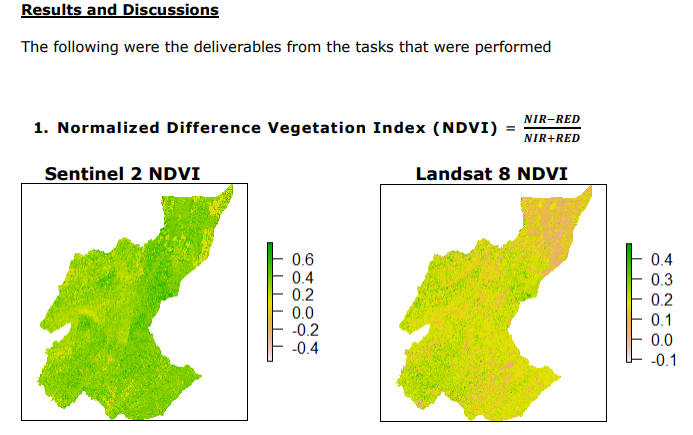 Results and Discussions
The following were the deliverables from the tasks that were performed
1. Normalized Difference Vegetation Index (NDVI) = NIR−RED
NIR+RED
Sentinel 2 NDVI
Landsat 8 NDVI
0.6
0.4
0.2
0.0
-0.2
-0.4
0.4
0.3
0.2
0.1
0.0
-0.1